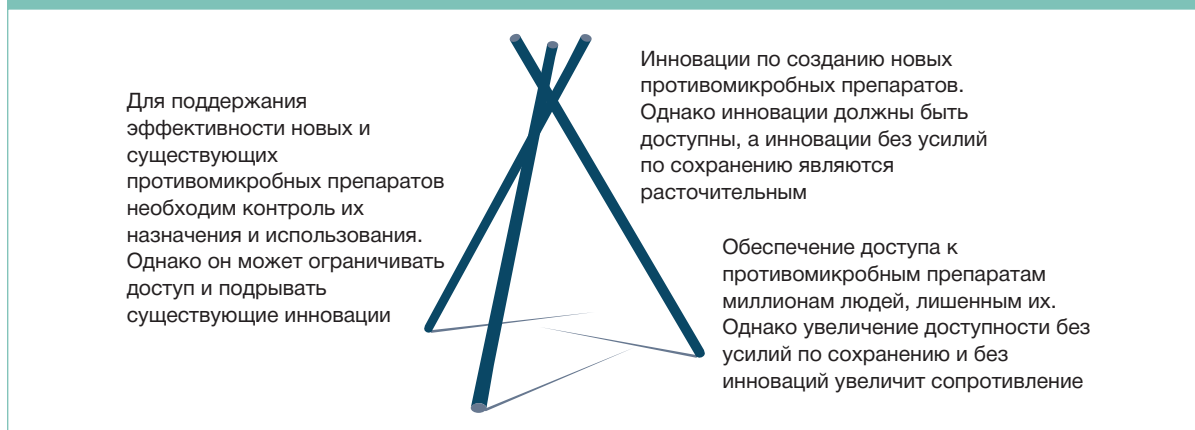 Для поддержания
эффективности новых и
существующих
противомикробных препаратов
необходим контроль их
назначения и использования.
Однако он может ограничивать
доступ и подрывать
существующие инновации
Инновации по созданию новых
противомикробных препаратов.
Однако инновации должны быть
доступны, а инновации без усилий
по сохранению являются
расточительным
Обеспечение доступа к
противомикробным препаратам
миллионам людей, лишенным их.
Однако увеличение доступности без
усилий по сохранению и без
инноваций увеличит сопротивление